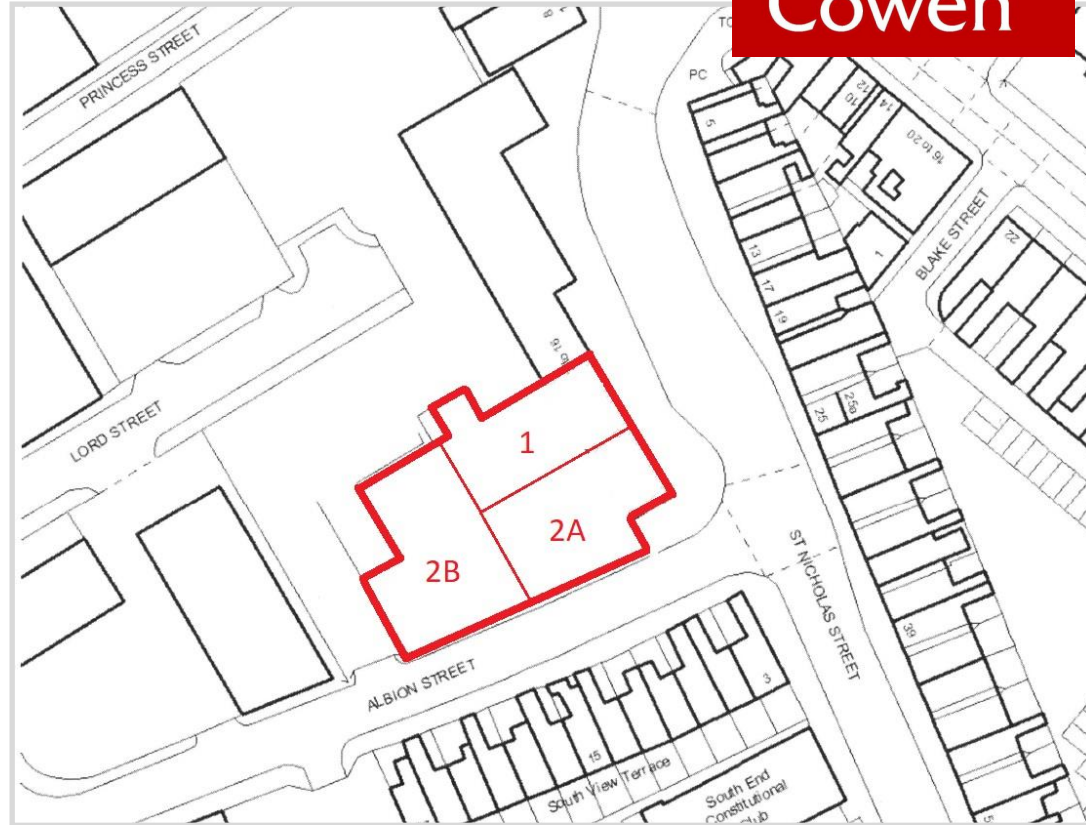 Cowen
PRINCESS STREET
PC
5
10
12
14
16 to 20
1
BLAKE STREET
22
13
17
19
25
25a
LORD STREET
1
2A
2B
ST NICHOLAS STREET
39
ALBION STREET
3
15
South View Terrace
South End
Constitutional